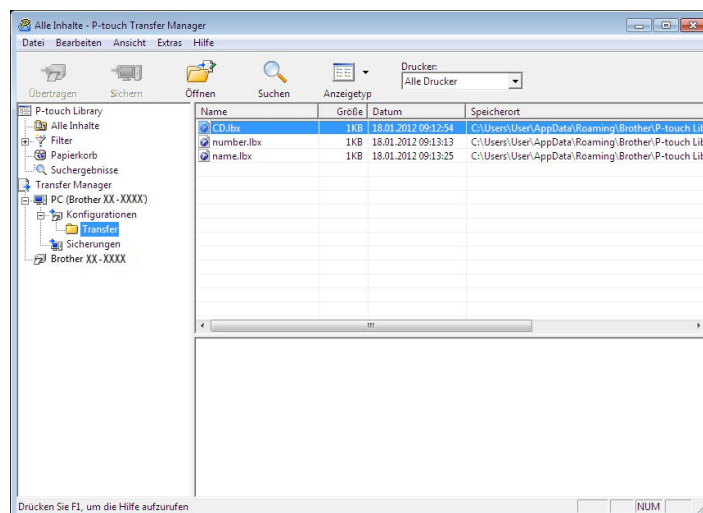 Alle Inhalte - P-touch Transfer Manager
Datei Bearbeiten Ansicht Extras Hilfe
Übertragen Sichern Öffnen Suchen Anzeigetyp
Drucker:
Alle Drucker
P-touch Library
Alle Inhalte
Filter
Papierkorb
Suchergebnisse
Transfer Manager
PC (Brother XX-XXXX)
Konfigurationen
Transfer
Sicherungen
Brother XX-XXXX
Name Größe Datum Speicherort
CD.lbx 1KB 18.01.2012 09:12:54 C:\Users\User\AppData\Roaming\Brother\P-touch Lib
number.lbx 1KB 18.01.2012 09:13:13 C:\Users\User\AppData\Roaming\Brother\P-touch Lib
name.lbx 1KB 18.01.2012 09:13:25 C:\Users\User\AppData\Roaming\Brother\P-touch Lib
Drücken Sie F1, um die Hilfe aufzurufen
NUM